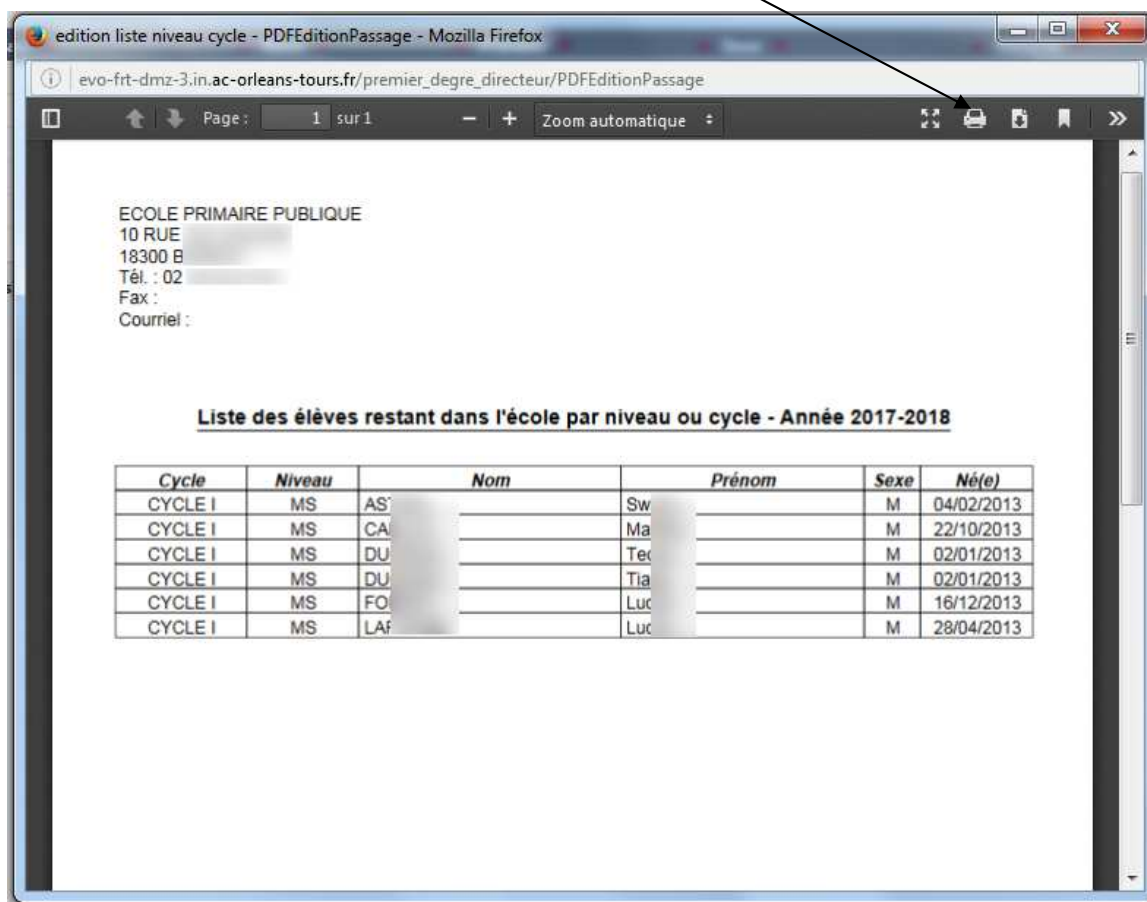 edition liste niveau cycle - PDFEditionPassage - Mozilla Firefox
evo-frt-dmz-3.in.ac-orleans-tours.fr/premier_degre_directeur/PDFEditionPassage
Page : 1 sur 1 − + Zoom automatique
ECOLE PRIMAIRE PUBLIQUE
10 RUE
18300 B
Tél. : 02
Fax :
Courriel :
Liste des élèves restant dans l'école par niveau ou cycle - Année 2017-2018
Cycle Niveau Nom Prénom Sexe Né(e)
CYCLE I MS AST Sw M 04/02/2013
CYCLE I MS CA Ma M 22/10/2013
CYCLE I MS DU Teo M 02/01/2013
CYCLE I MS DU Tia M 02/01/2013
CYCLE I MS FO Luc M 16/12/2013
CYCLE I MS LAF Luc M 28/04/2013